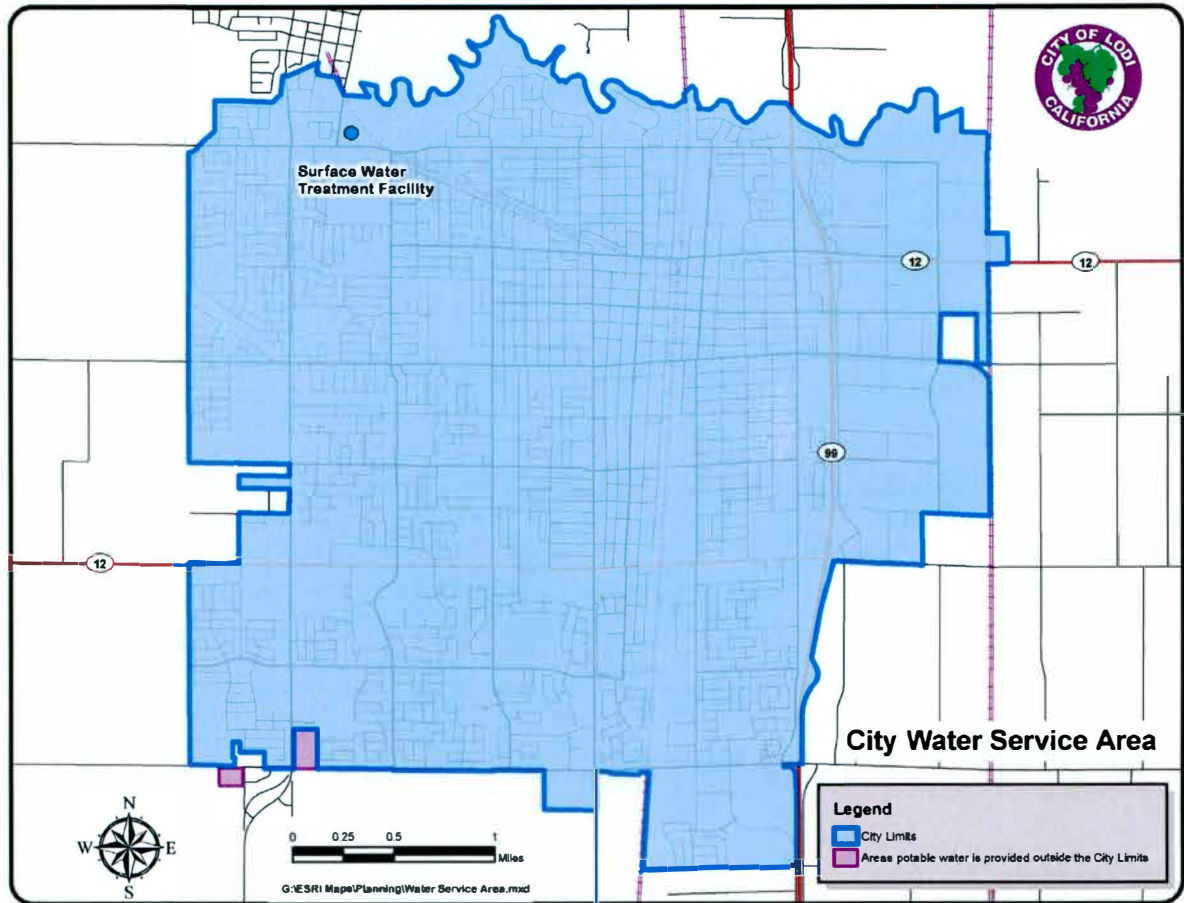 CITY OF LODI
CALIFORNIA
Surface Water
Treatment Facility
12
12
99
12
City Water Service Area
Legend
City Limits
Areas potable water is provided outside the City Limits
N
W
E
S
0 0.25 0.5 1
Miles
G:\ESRI Maps\Planning\Water Service Area.mxd